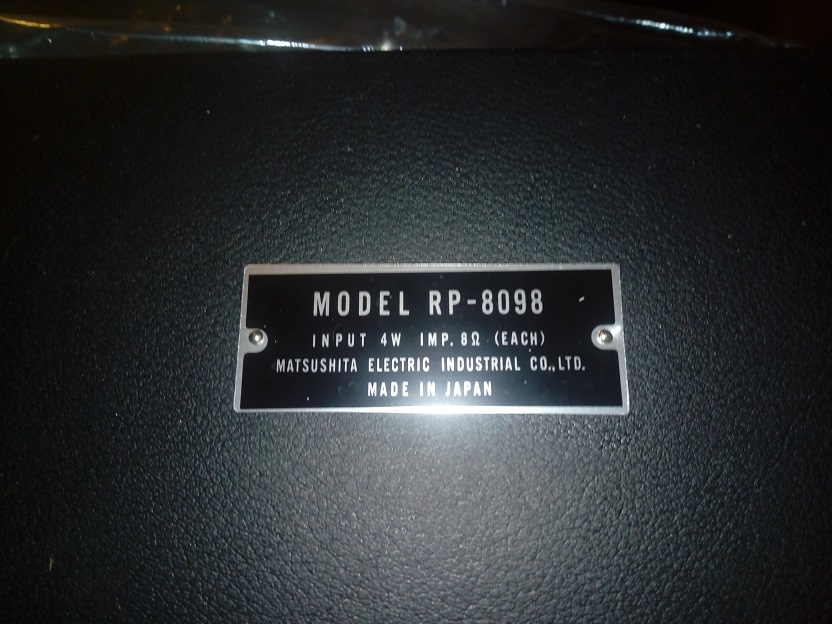 MODEL RP-8098
INPUT 4W IMP. 8Ω (EACH)
MATSUSHITA ELECTRIC INDUSTRIAL CO.,LTD.
MADE IN JAPAN